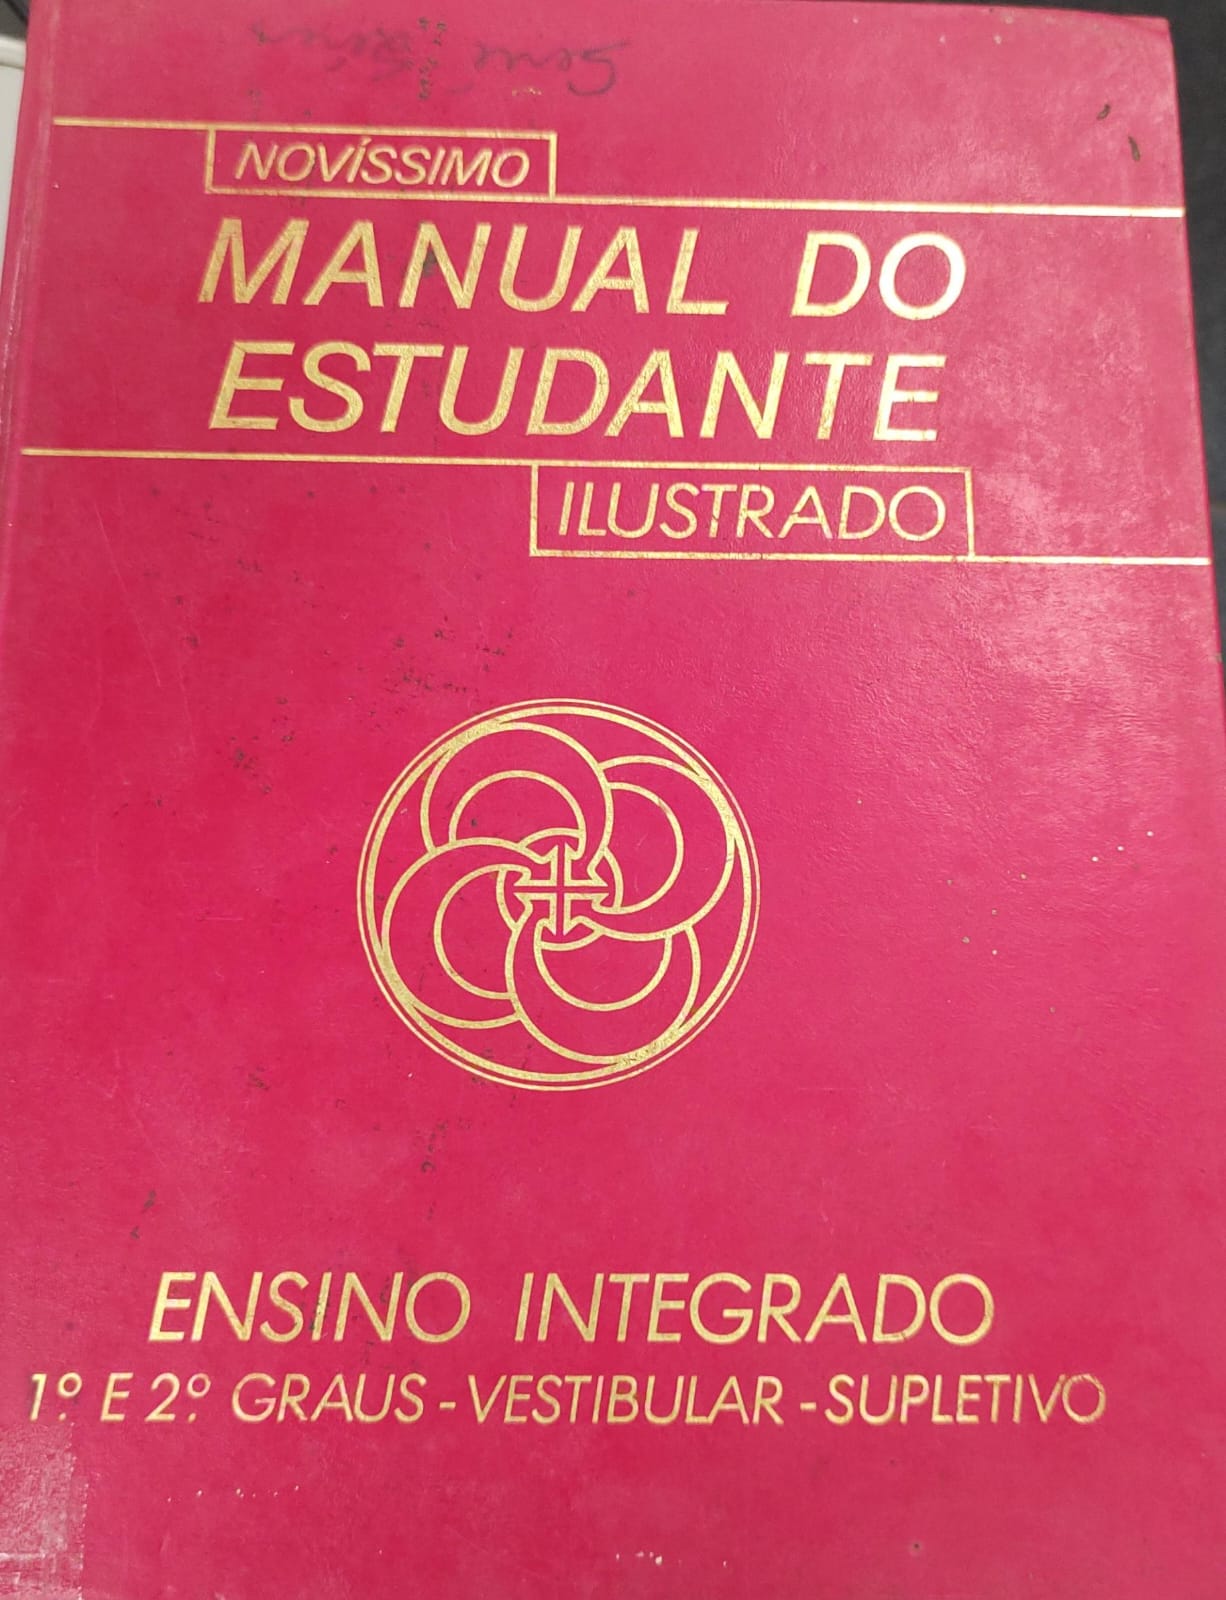 NOVÍSSIMO
MANUAL DO
ESTUDANTE
ILUSTRADO
ENSINO INTEGRADO
1º E 2º GRAUS - VESTIBULAR - SUPLETIVO